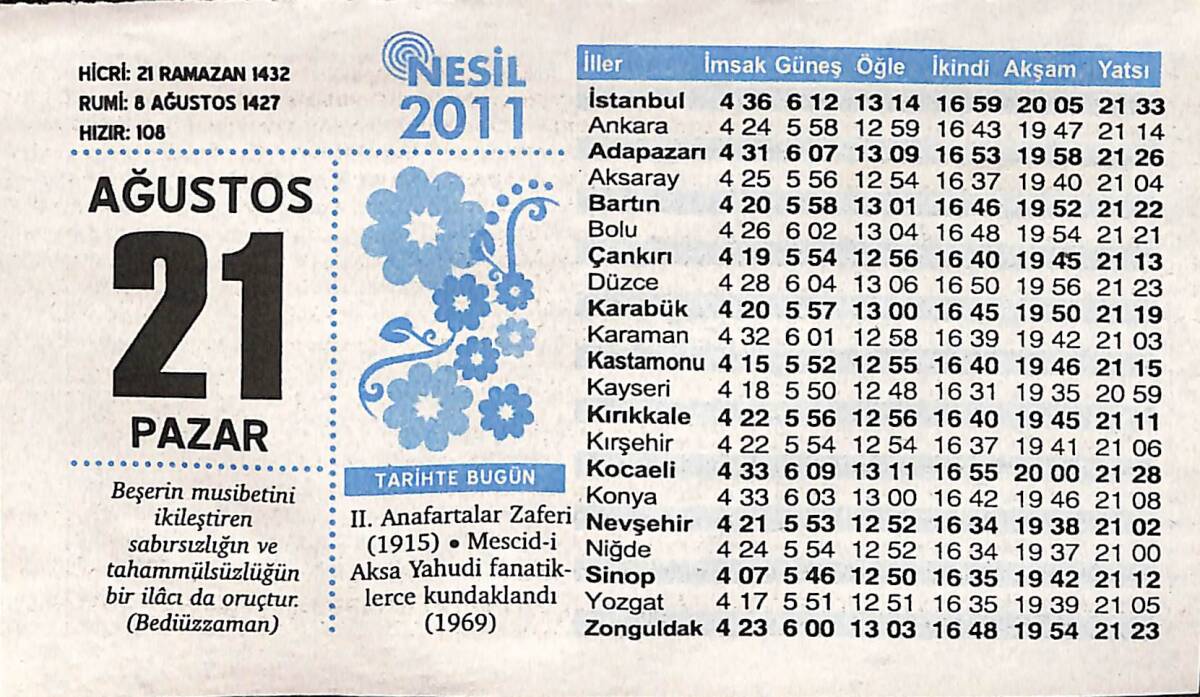 HİCRİ: 21 RAMAZAN 1432
RUMİ: 8 AĞUSTOS 1427
HIZIR: 108
NESİL
2011
AĞUSTOS
21
PAZAR
Beşerin musibetini
ikileştiren
sabırsızlığın ve
tahammülsüzlüğün
bir ilâcı da oruçtur.
(Bediüzzaman)
TARİHTE BUGÜN
II. Anafartalar Zaferi
(1915) • Mescid-i
Aksa Yahudi fanatik-
lerce kundaklandı
(1969)
İller İmsak Güneş Öğle İkindi Akşam Yatsı
İstanbul 4 36 6 12 13 14 16 59 20 05 21 33
Ankara 4 24 5 58 12 59 16 43 19 47 21 14
Adapazarı 4 31 6 07 13 09 16 53 19 58 21 26
Aksaray 4 25 5 56 12 54 16 37 19 40 21 04
Bartın 4 20 5 58 13 01 16 46 19 52 21 22
Bolu 4 26 6 02 13 04 16 48 19 54 21 21
Çankırı 4 19 5 54 12 56 16 40 19 45 21 13
Düzce 4 28 6 04 13 06 16 50 19 56 21 23
Karabük 4 20 5 57 13 00 16 45 19 50 21 19
Karaman 4 32 6 01 12 58 16 39 19 42 21 03
Kastamonu 4 15 5 52 12 55 16 40 19 46 21 15
Kayseri 4 18 5 50 12 48 16 31 19 35 20 59
Kırıkkale 4 22 5 56 12 56 16 40 19 45 21 11
Kırşehir 4 22 5 54 12 54 16 37 19 41 21 06
Kocaeli 4 33 6 09 13 11 16 55 20 00 21 28
Konya 4 33 6 03 13 00 16 42 19 46 21 08
Nevşehir 4 21 5 53 12 52 16 34 19 38 21 02
Niğde 4 24 5 54 12 52 16 34 19 37 21 00
Sinop 4 07 5 46 12 50 16 35 19 42 21 12
Yozgat 4 17 5 51 12 51 16 35 19 39 21 05
Zonguldak 4 23 6 00 13 03 16 48 19 54 21 23